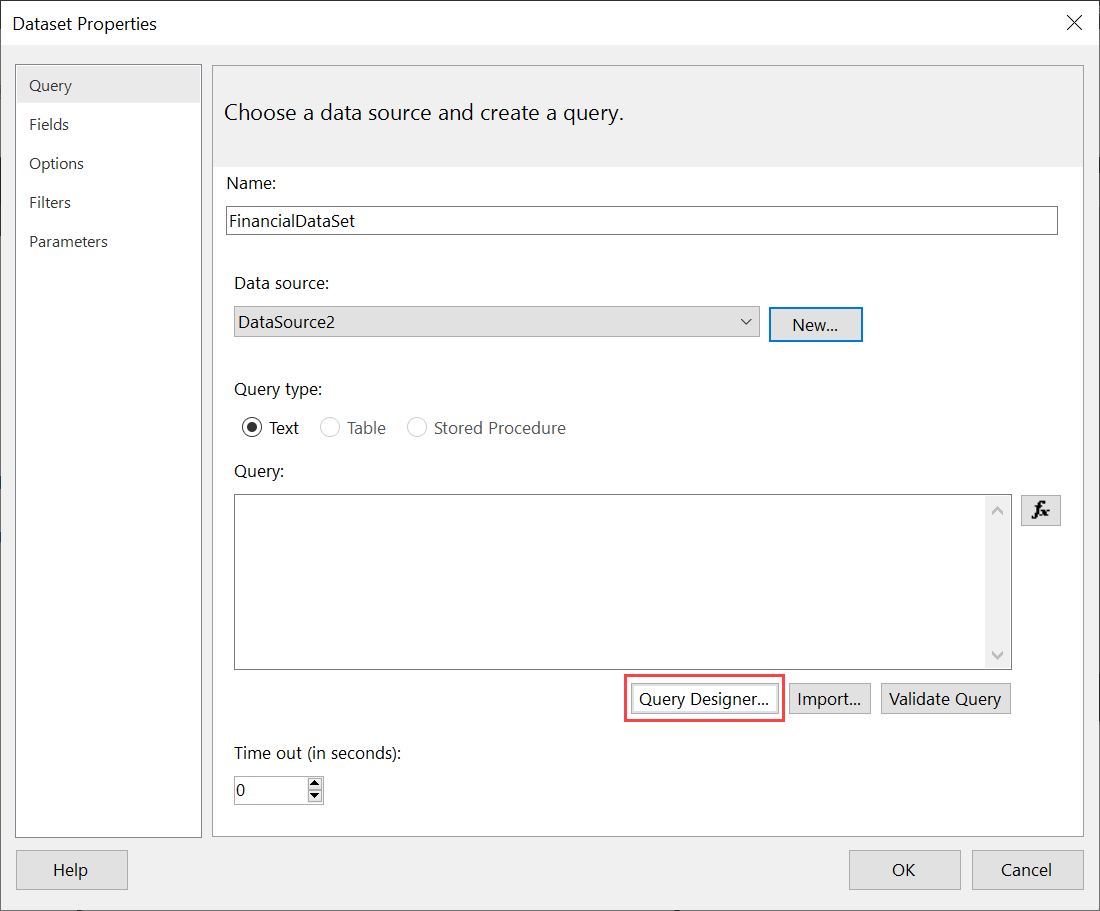 Dataset Properties
Query
Fields
Options
Filters
Parameters
Choose a data source and create a query.
Name:
FinancialDataSet
Data source:
DataSource2
New...
Query type:
Text Table Stored Procedure
Query:
fx
Query Designer... Import... Validate Query
Time out (in seconds):
0
Help OK Cancel